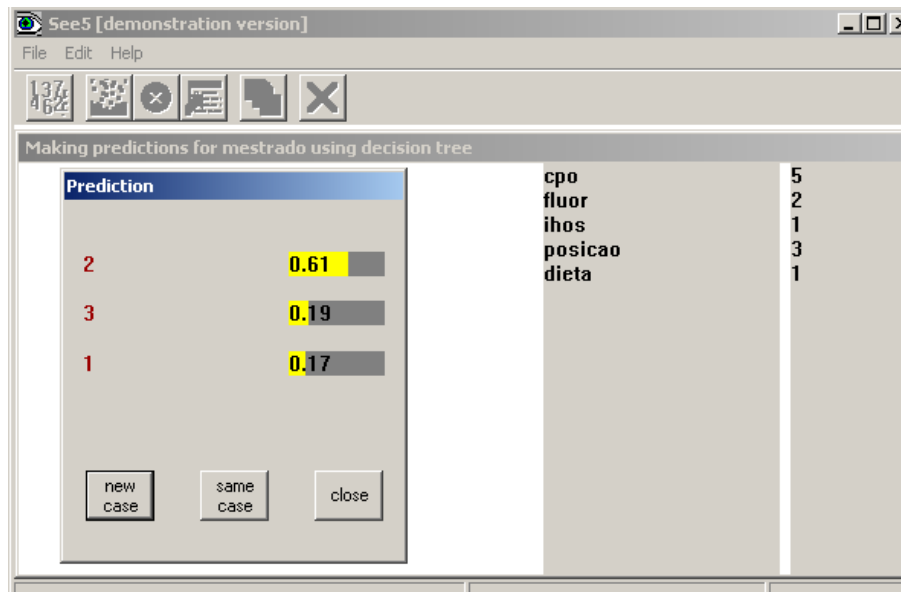 See5 [demonstration version]
File Edit Help
137
462
Making predictions for mestrado using decision tree
Prediction
2 0.61
3 0.19
1 0.17
new case
same case
close
cpo 5
fluor 2
ihos 1
posicao 3
dieta 1